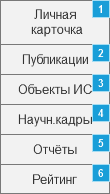 1
Личная
карточка
2
Публикации
3
Объекты ИС
4
Научн.кадры
5
Отчёты
6
Рейтинг